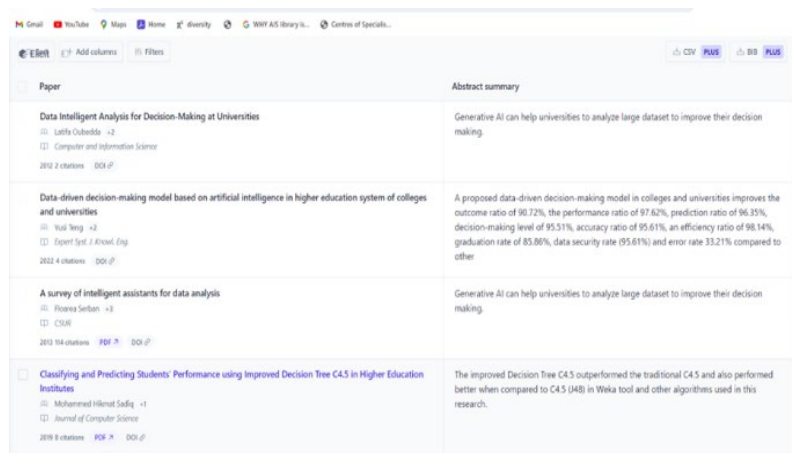 Gmail YouTube Maps Home diversity WHY AIS library is... Centres of Specialis...
Add columns Filters CSV PLUS BIB PLUS
Paper Abstract summary
Data Intelligent Analysis for Decision-Making at Universities
Latifa Oubedda +2
Computer and Information Science
2012 2 citations DOI
Generative AI can help universities to analyze large dataset to improve their decision
making.
Data-driven decision-making model based on artificial intelligence in higher education system of colleges
and universities
Yusi Teng +2
Expert Syst. J. Knowl. Eng.
2022 4 citations DOI
A proposed data-driven decision-making model in colleges and universities improves the
outcome ratio of 90.72%, the performance ratio of 97.62%, prediction ratio of 96.35%,
decision-making level of 95.51%, accuracy ratio of 95.61%, an efficiency ratio of 98.14%,
graduation rate of 85.86%, data security rate (95.61%) and error rate 33.21% compared to
other
A survey of intelligent assistants for data analysis
Floarea Serban +3
CSUR
2012 114 citations PDF DOI
Generative AI can help universities to analyze large dataset to improve their decision
making.
Classifying and Predicting Students' Performance using Improved Decision Tree C4.5 in Higher Education
Institutes
Mohammed Hikmat Sadiq +1
Journal of Computer Science
2019 8 citations PDF DOI
The improved Decision Tree C4.5 outperformed the traditional C4.5 and also performed
better when compared to C4.5 (J48) in Weka tool and other algorithms used in this
research.